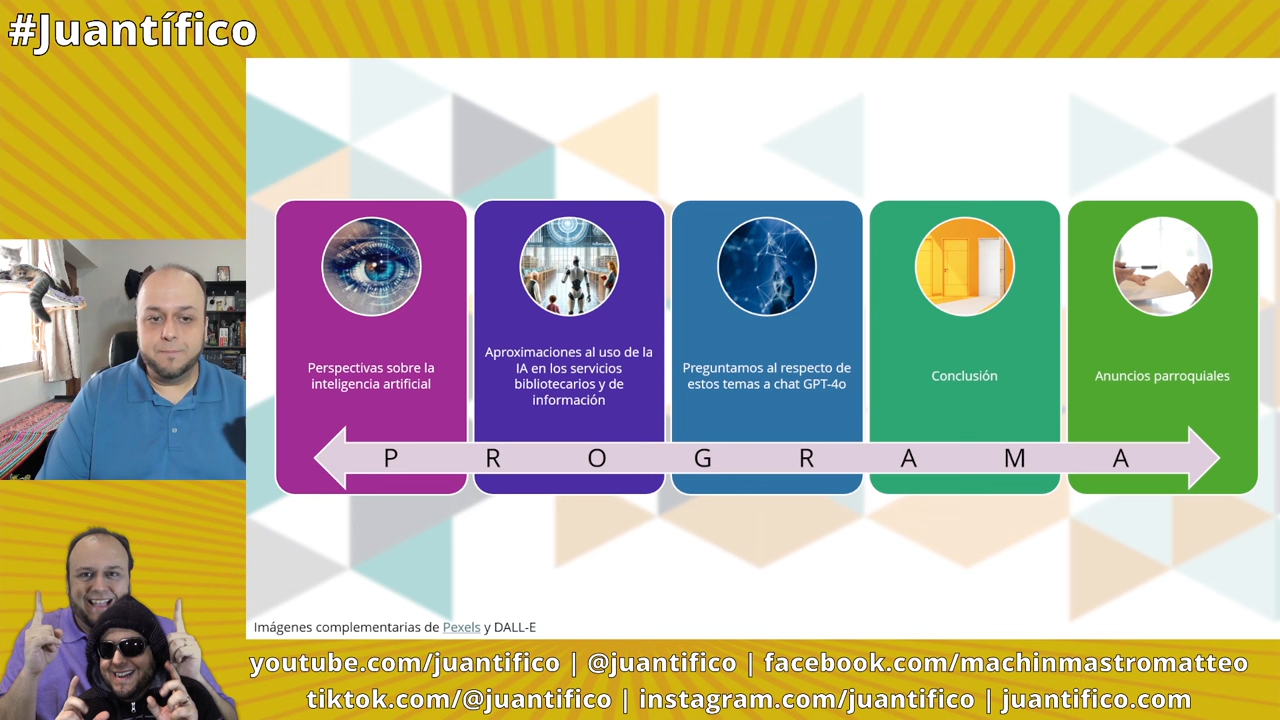 #Juantífico
Perspectivas sobre la
inteligencia artificial
Aproximaciones al uso de la
IA en los servicios
bibliotecarios y de
información
Preguntamos al respecto de
estos temas a chat GPT-4o
Conclusión
Anuncios parroquiales
P R O G R A M A
Imágenes complementarias de Pexels y DALL-E
youtube.com/juantifico | @juantifico | facebook.com/machinmastromatteo
tiktok.com/@juantifico | instagram.com/juantifico | juantifico.com